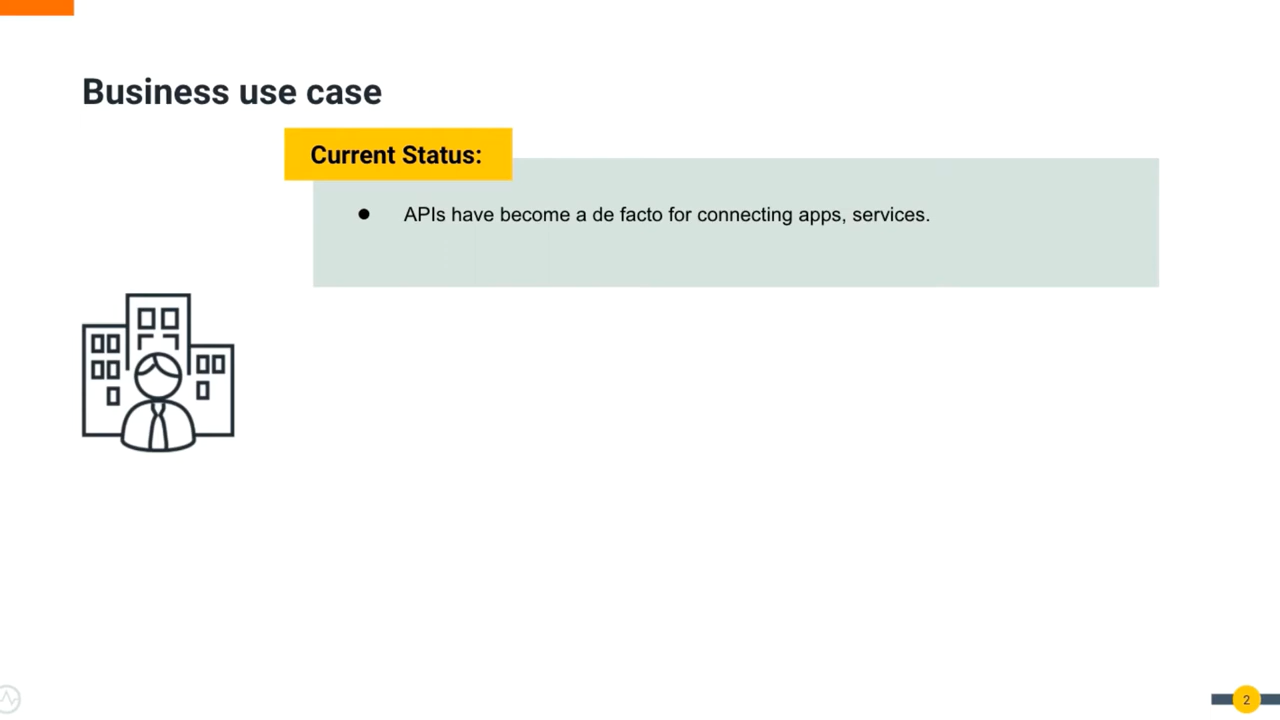 Business use case
Current Status:
● APIs have become a de facto for connecting apps, services.
2